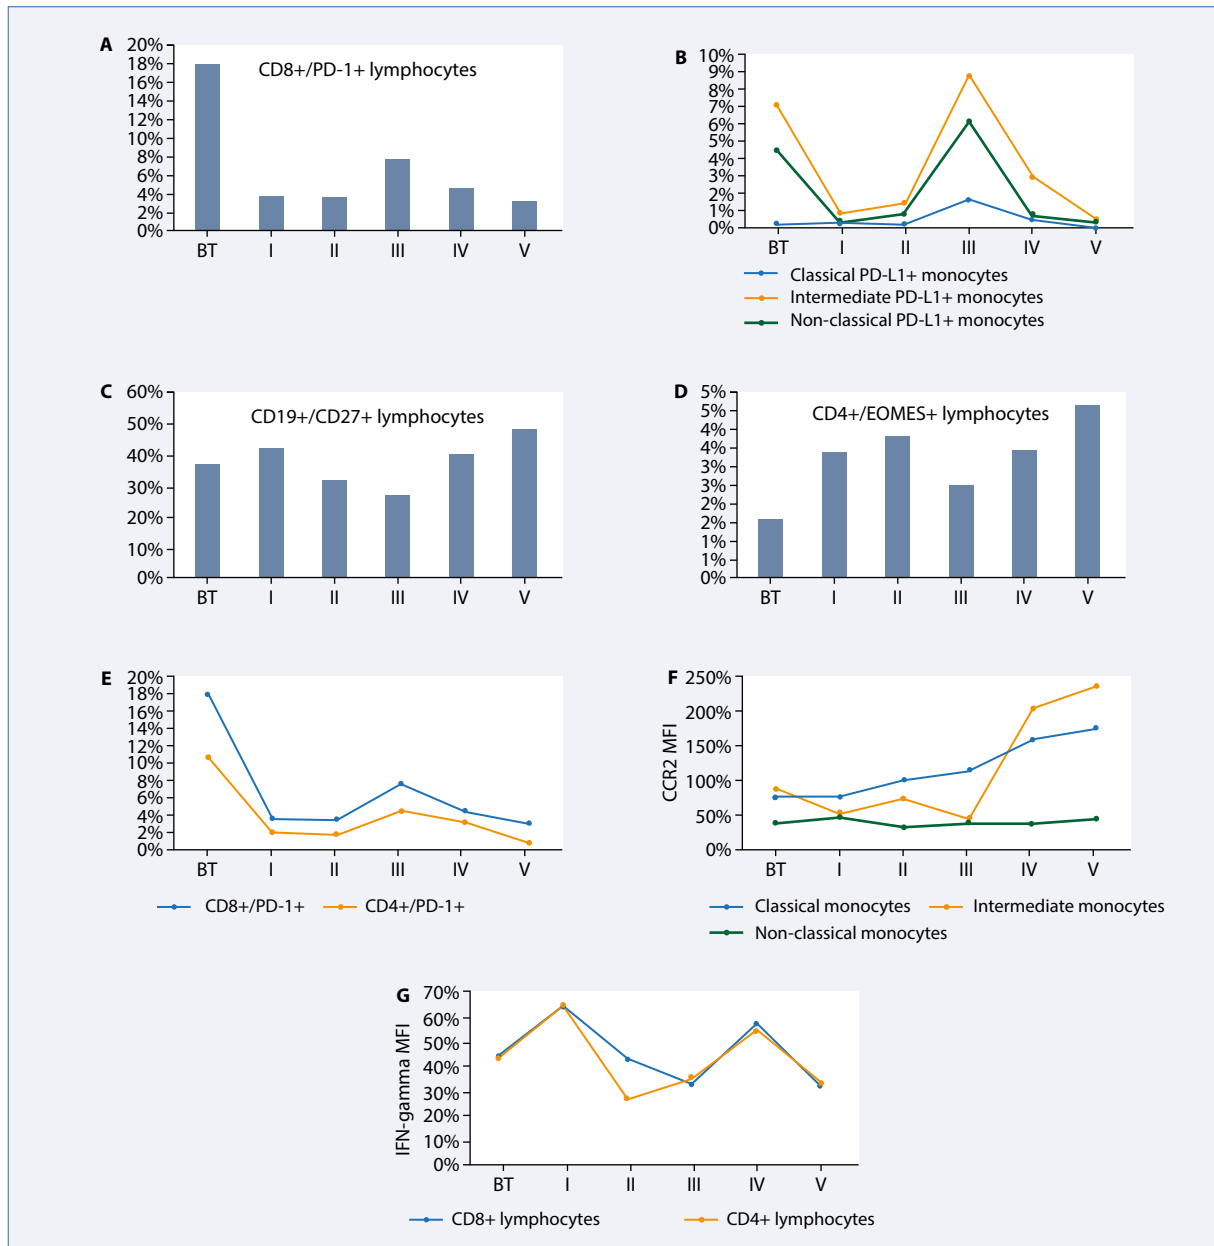 A
CD8+/PD-1+ lymphocytes
20%
18%
16%
14%
12%
10%
8%
6%
4%
2%
0%
BT I II III IV V
B
10%
9%
8%
7%
6%
5%
4%
3%
2%
1%
0%
BT I II III IV V
Classical PD-L1+ monocytes
Intermediate PD-L1+ monocytes
Non-classical PD-L1+ monocytes
C
CD19+/CD27+ lymphocytes
60%
50%
40%
30%
20%
10%
0%
BT I II III IV V
D
CD4+/EOMES+ lymphocytes
5%
5%
4%
4%
3%
3%
2%
2%
1%
1%
0%
BT I II III IV V
E
20%
18%
16%
14%
12%
10%
8%
6%
4%
2%
0%
BT I II III IV V
CD8+/PD-1+ CD4+/PD-1+
F
CCR2 MFI
250%
200%
150%
100%
50%
0%
BT I II III IV V
Classical monocytes Intermediate monocytes
Non-classical monocytes
G
IFN-gamma MFI
70%
60%
50%
40%
30%
20%
10%
0%
BT I II III IV V
CD8+ lymphocytes CD4+ lymphocytes